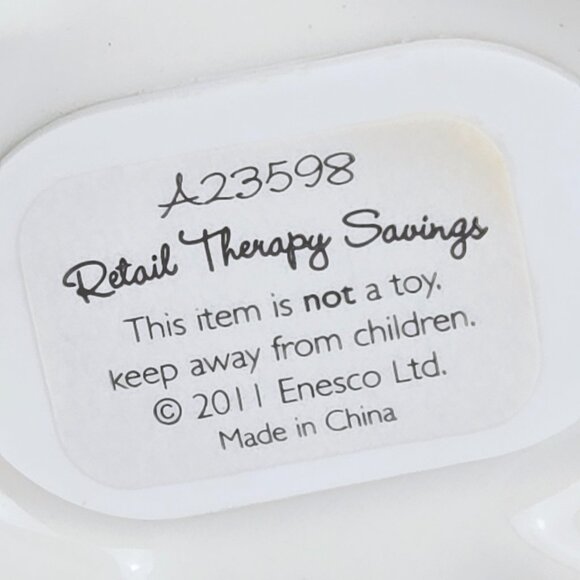 A23598
Retail Therapy Savings
This item is not a toy.
keep away from children.
© 2011 Enesco Ltd.
Made in China